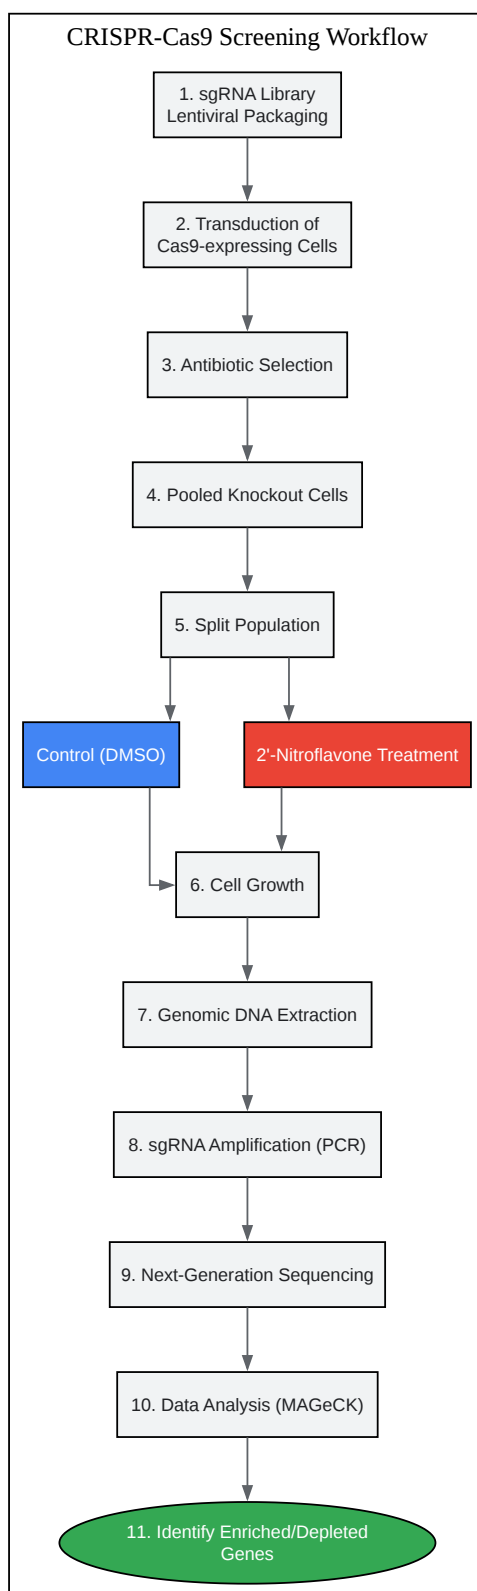 CRISPR-Cas9 Screening Workflow
1. sgRNA Library
Lentiviral Packaging
2. Transduction of
Cas9-expressing Cells
3. Antibiotic Selection
4. Pooled Knockout Cells
5. Split Population
Control (DMSO)
2'-Nitroflavone Treatment
6. Cell Growth
7. Genomic DNA Extraction
8. sgRNA Amplification (PCR)
9. Next-Generation Sequencing
10. Data Analysis (MAGeCK)
11. Identify Enriched/Depleted
Genes